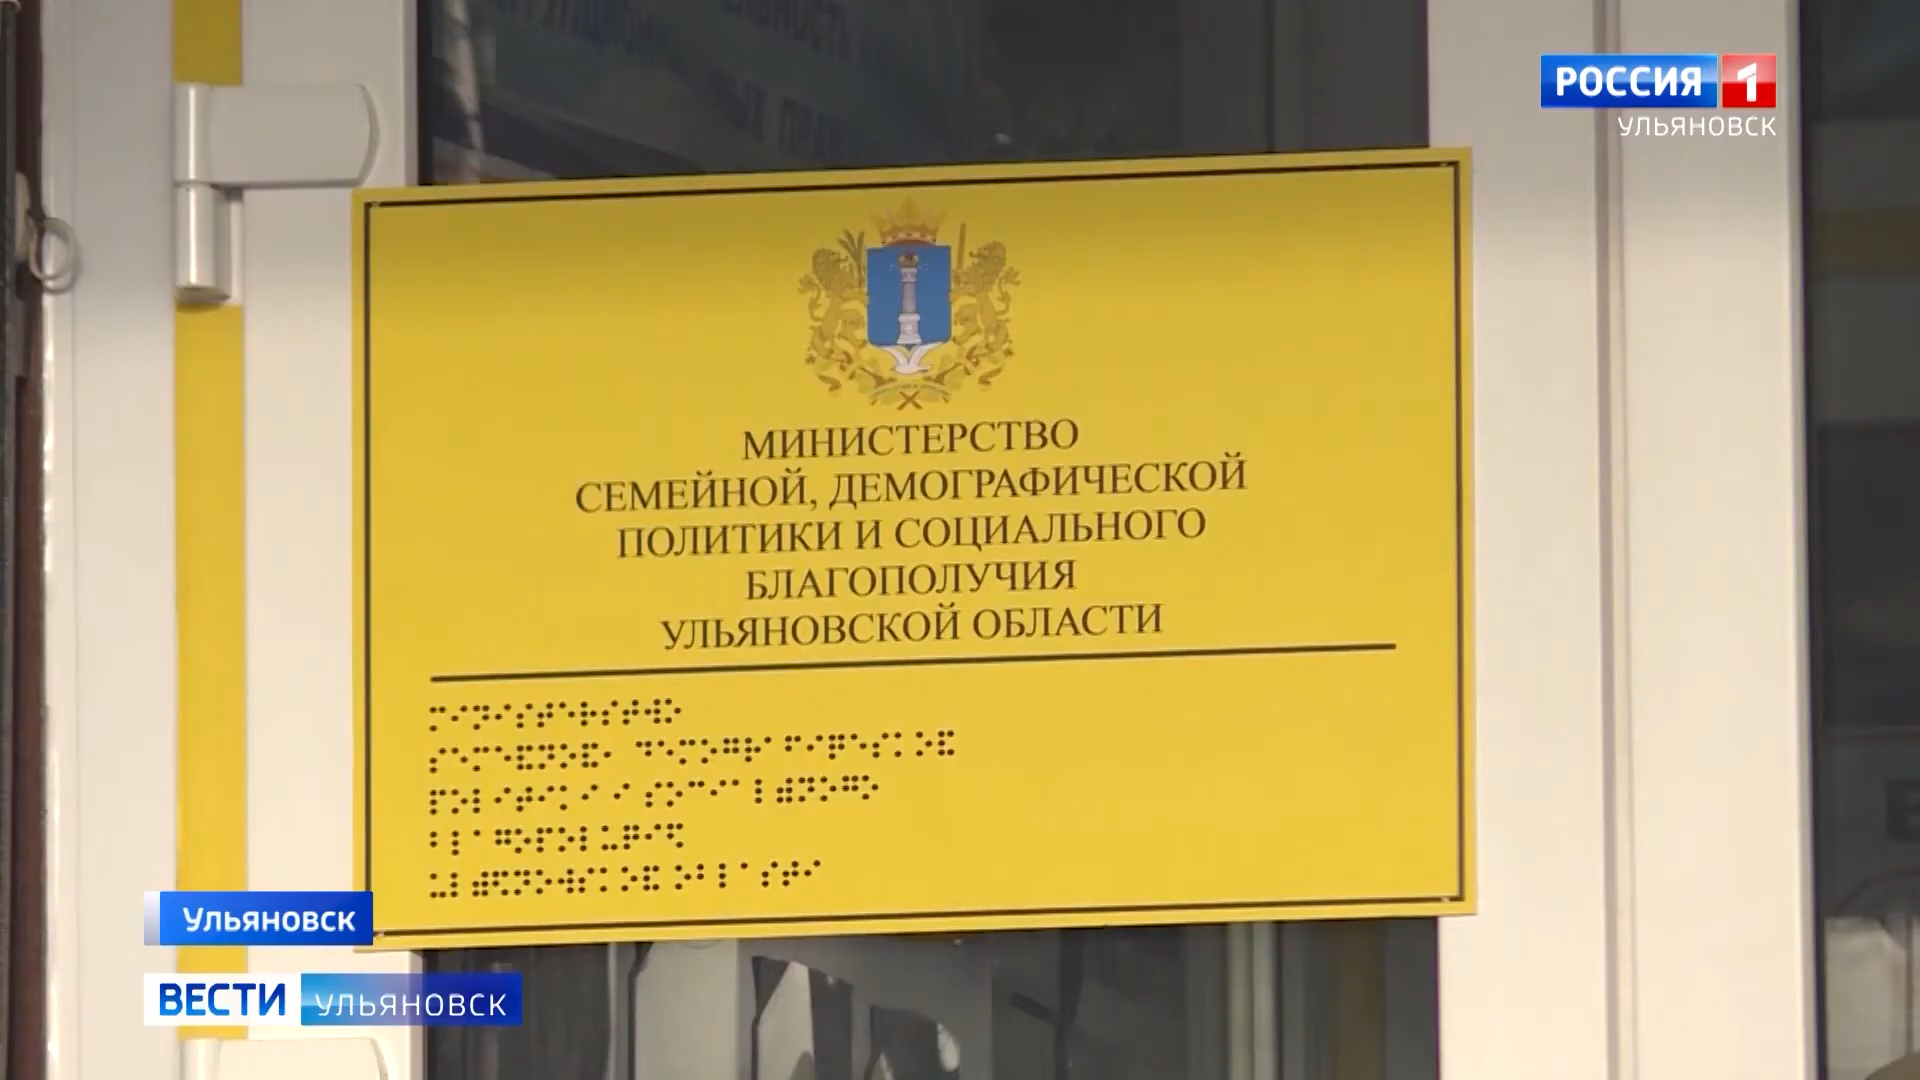 РОССИЯ 1
УЛЬЯНОВСК
МИНИСТЕРСТВО
СЕМЕЙНОЙ, ДЕМОГРАФИЧЕСКОЙ
ПОЛИТИКИ И СОЦИАЛЬНОГО
БЛАГОПОЛУЧИЯ
УЛЬЯНОВСКОЙ ОБЛАСТИ
Ульяновск
ВЕСТИ УЛЬЯНОВСК